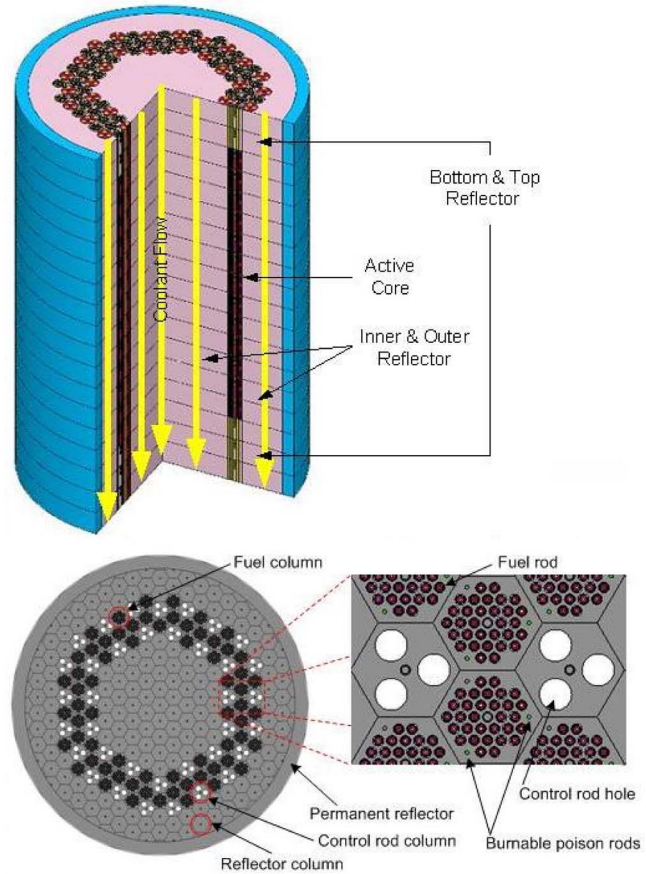 Bottom & Top
Reflector
Coolant Flow
Active
Core
Inner & Outer
Reflector
Fuel column
Fuel rod
Permanent reflector
Control rod hole
Control rod column
Burnable poison rods
Reflector column